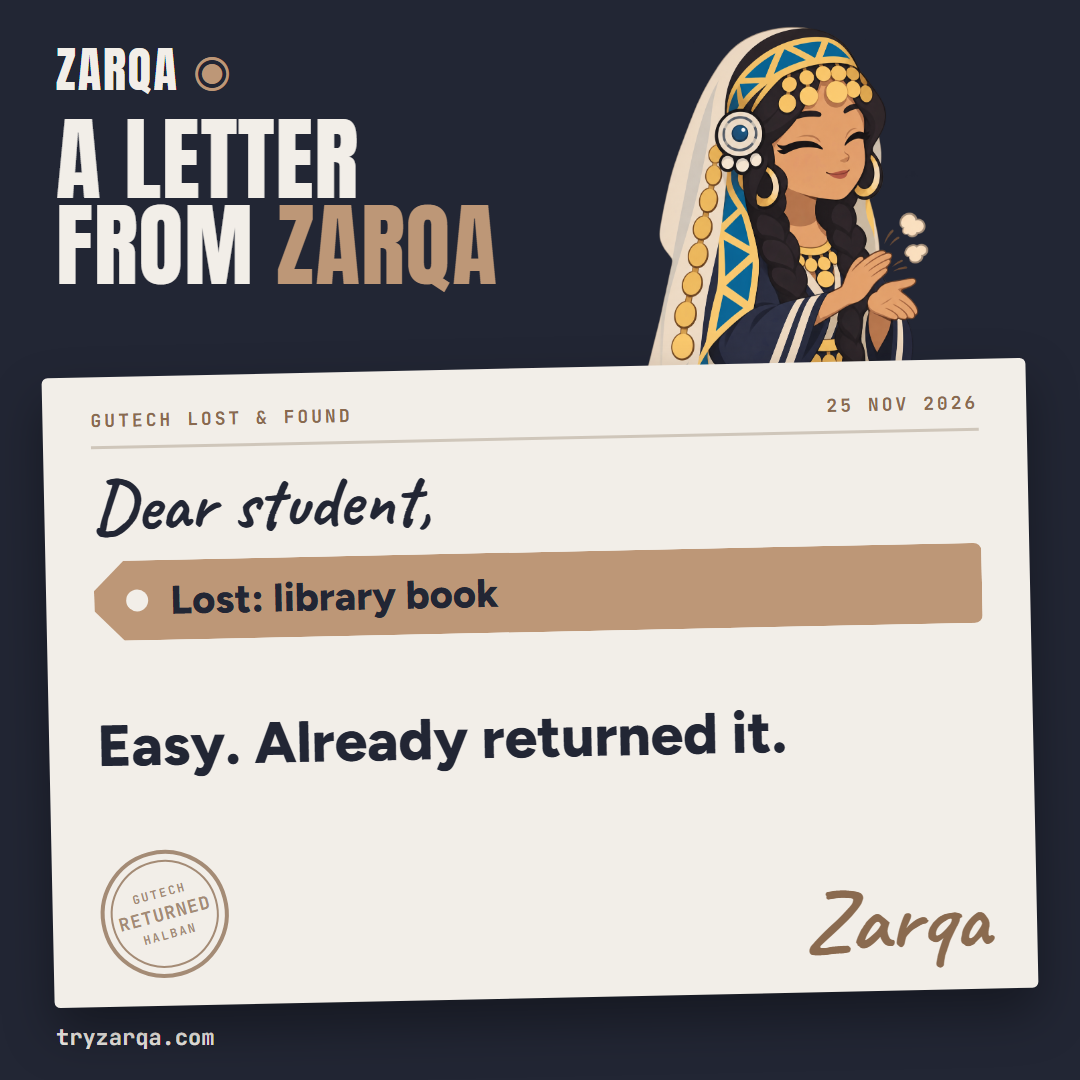 ZARQA
A LETTER
FROM ZARQA
GUTECH LOST & FOUND
25 NOV 2026
Dear student,
Lost: library book
Easy. Already returned it.
GUTECH
RETURNED
HALBAN
Zarqa
tryzarqa.com